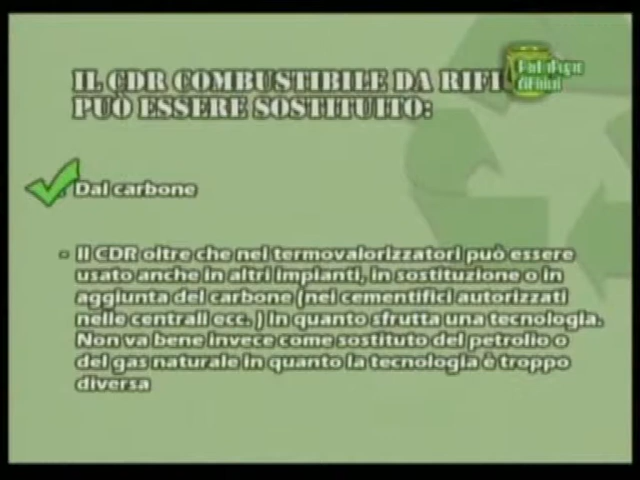 IL CDR COMBUSTIBILE DA RIFI
PUÒ ESSERE SOSTITUITO:
Dal carbone
- Il CDR oltre che nei termovalorizzatori può essere
usato anche in altri impianti, in sostituzione o in
aggiunta del carbone (nei cementifici autorizzati
nelle centrali ecc. ) in quanto sfrutta una tecnologia.
Non va bene invece come sostituto del petrolio o
del gas naturale in quanto la tecnologia è troppo
diversa